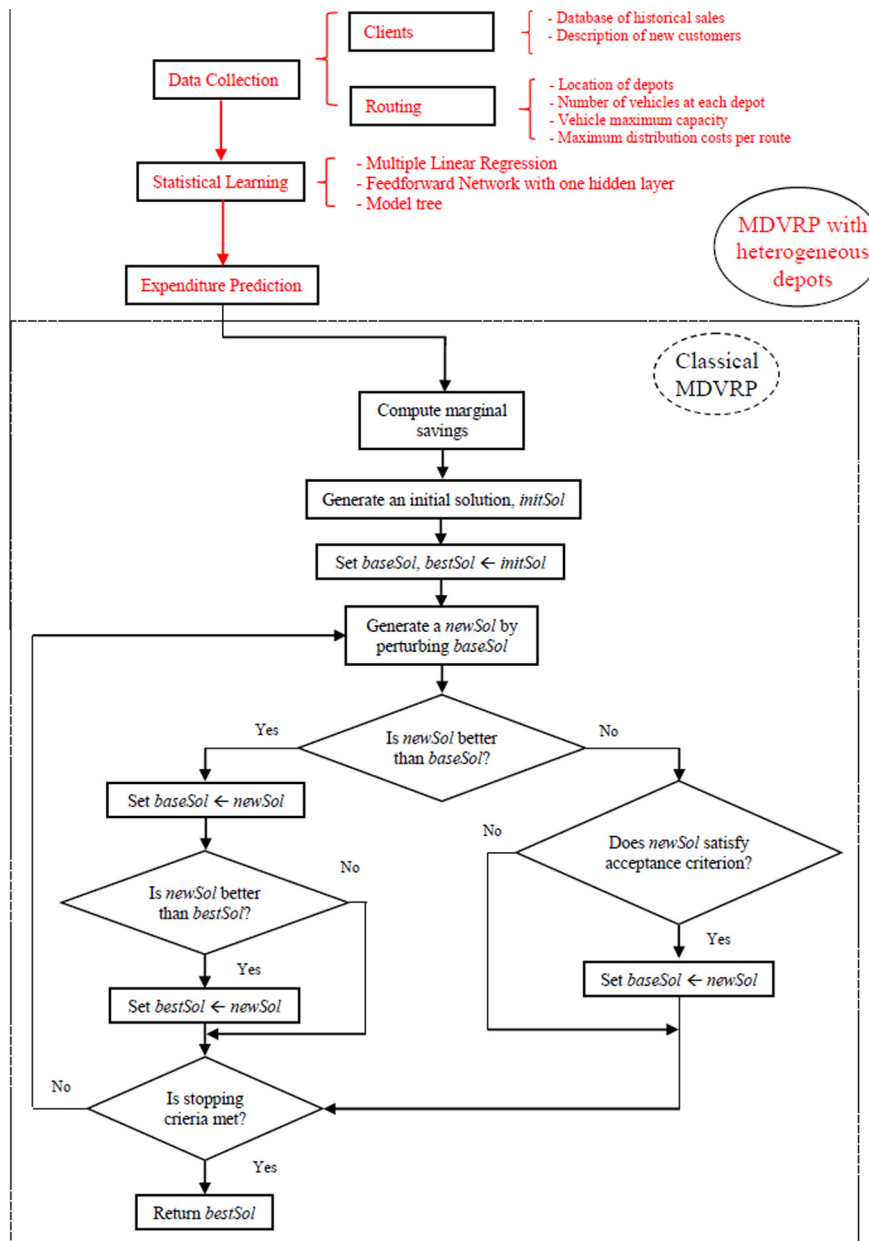 Clients
- Database of historical sales
- Description of new customers
Data Collection
Routing
- Location of depots
- Number of vehicles at each depot
- Vehicle maximum capacity
- Maximum distribution costs per route
Statistical Learning
- Multiple Linear Regression
- Feedforward Network with one hidden layer
- Model tree
MDVRP with
heterogeneous
depots
Expenditure Prediction
Classical
MDVRP
Compute marginal
savings
Generate an initial solution, initSol
Set baseSol, bestSol ← initSol
Generate a newSol by
perturbing baseSol
Yes
Is newSol better
than baseSol?
No
Set baseSol ← newSol
No
Does newSol satisfy
acceptance criterion?
Is newSol better
than bestSol?
No
Yes
Yes
Set bestSol ← newSol
Set baseSol ← newSol
No
Is stopping
crieria met?
Yes
Return bestSol